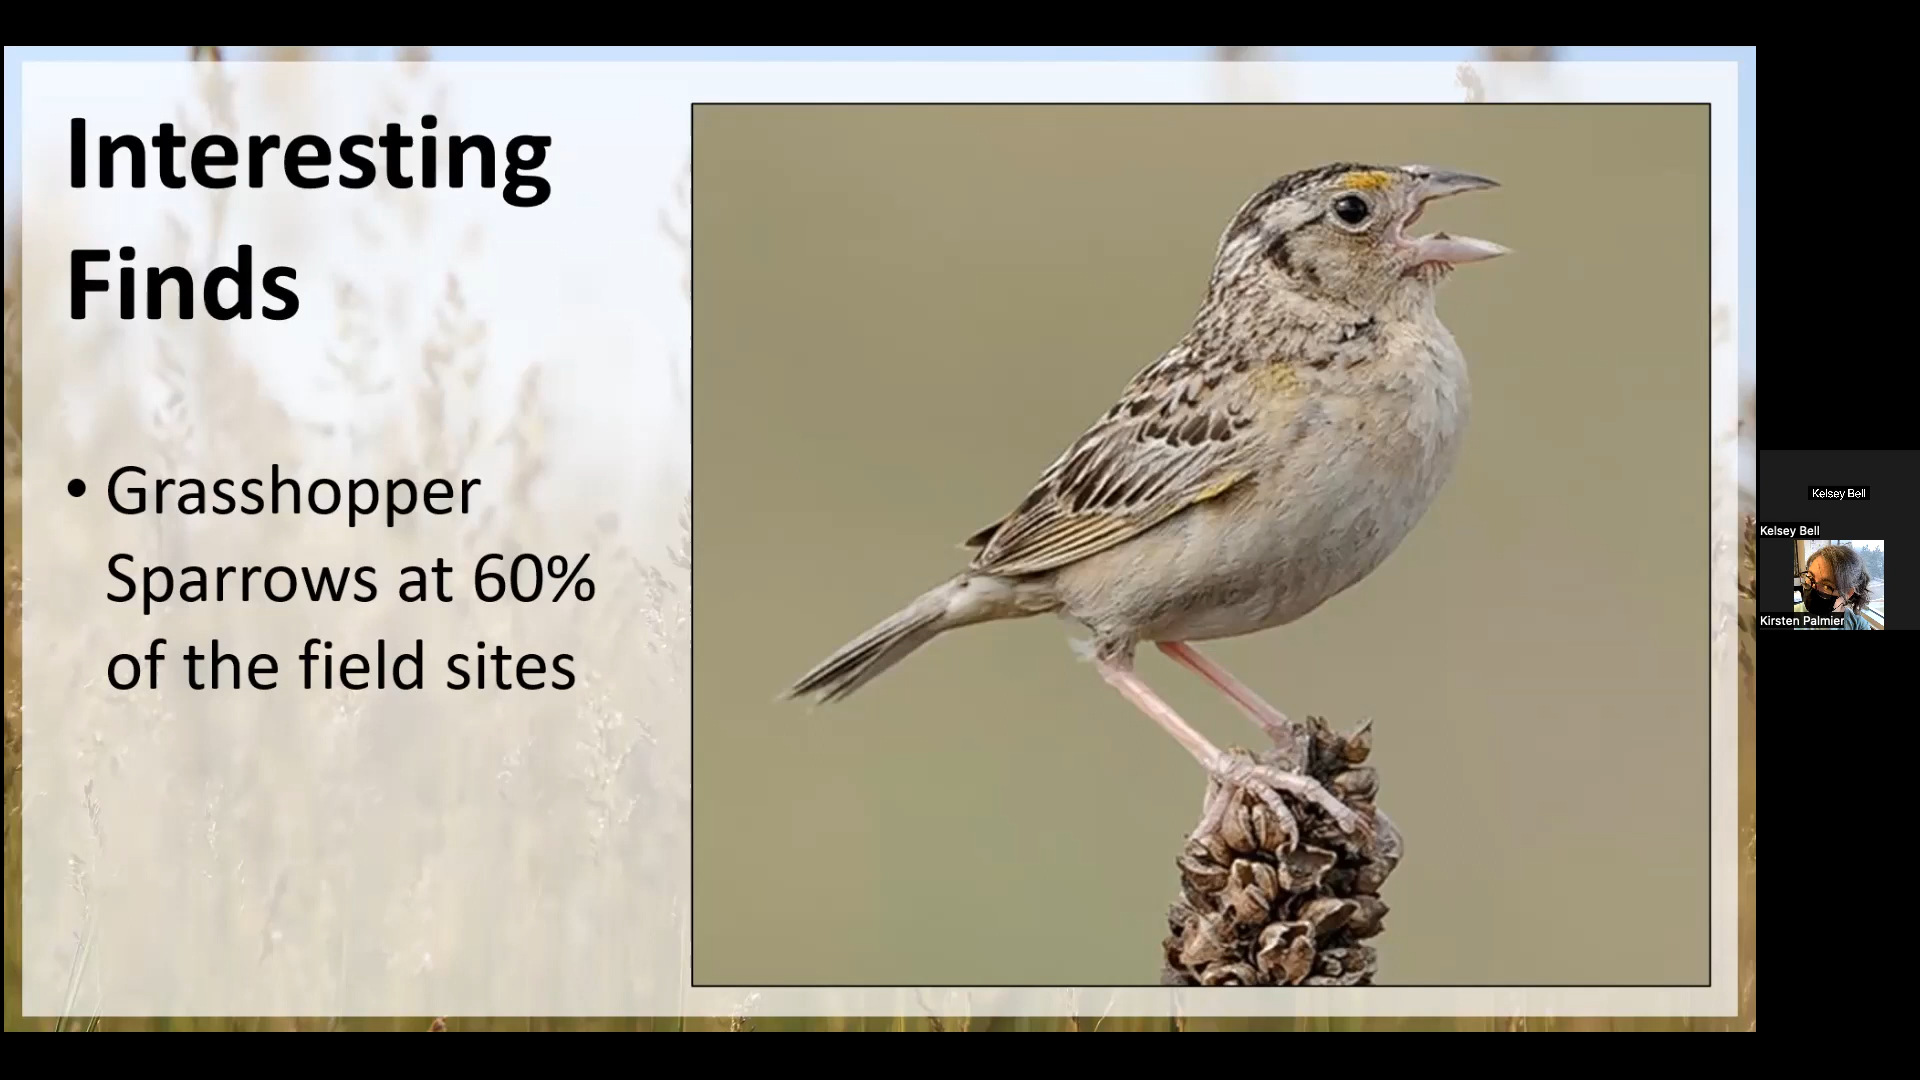 Interesting
Finds
• Grasshopper
Sparrows at 60%
of the field sites
Kelsey Bell
Kelsey Bell
Kirsten Palmier